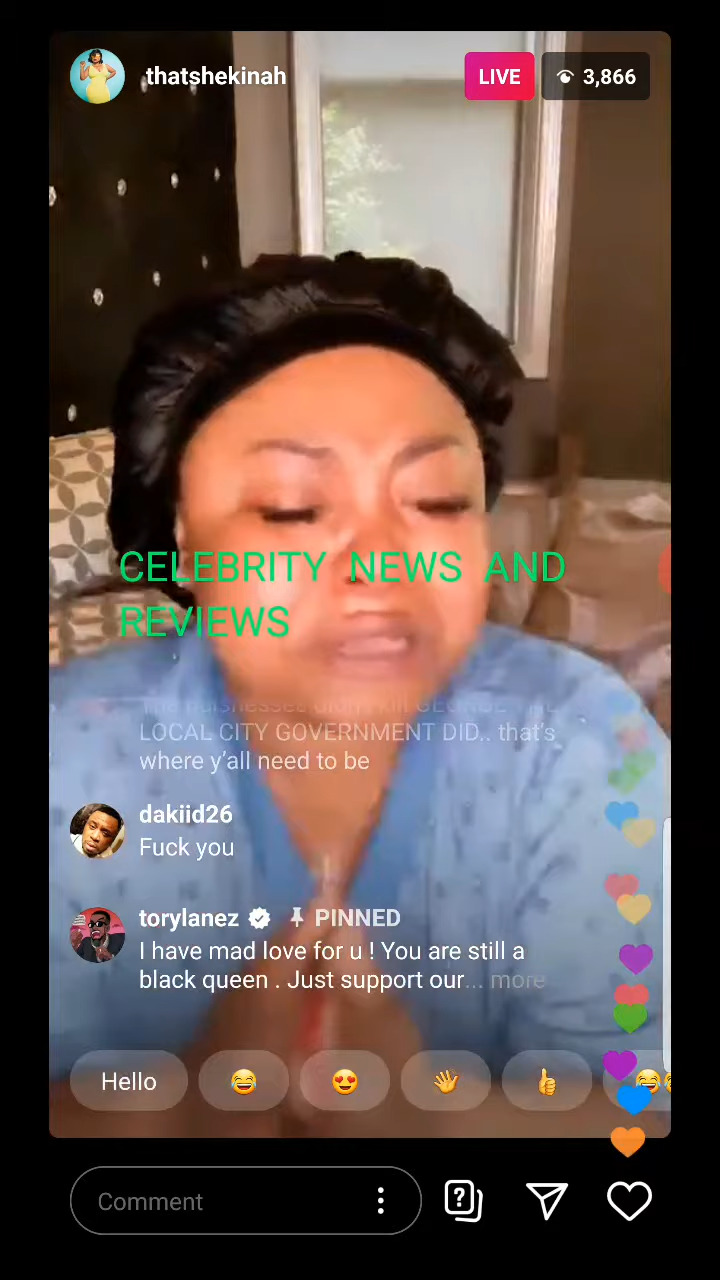 thatshekinah
LIVE
3,866
CELEBRITY NEWS AND
REVIEWS
LOCAL CITY GOVERNMENT DID.. that's
where y'all need to be
dakiid26
Fuck you
torylanez PINNED
I have mad love for u ! You are still a
black queen . Just support our... more
Hello
Comment